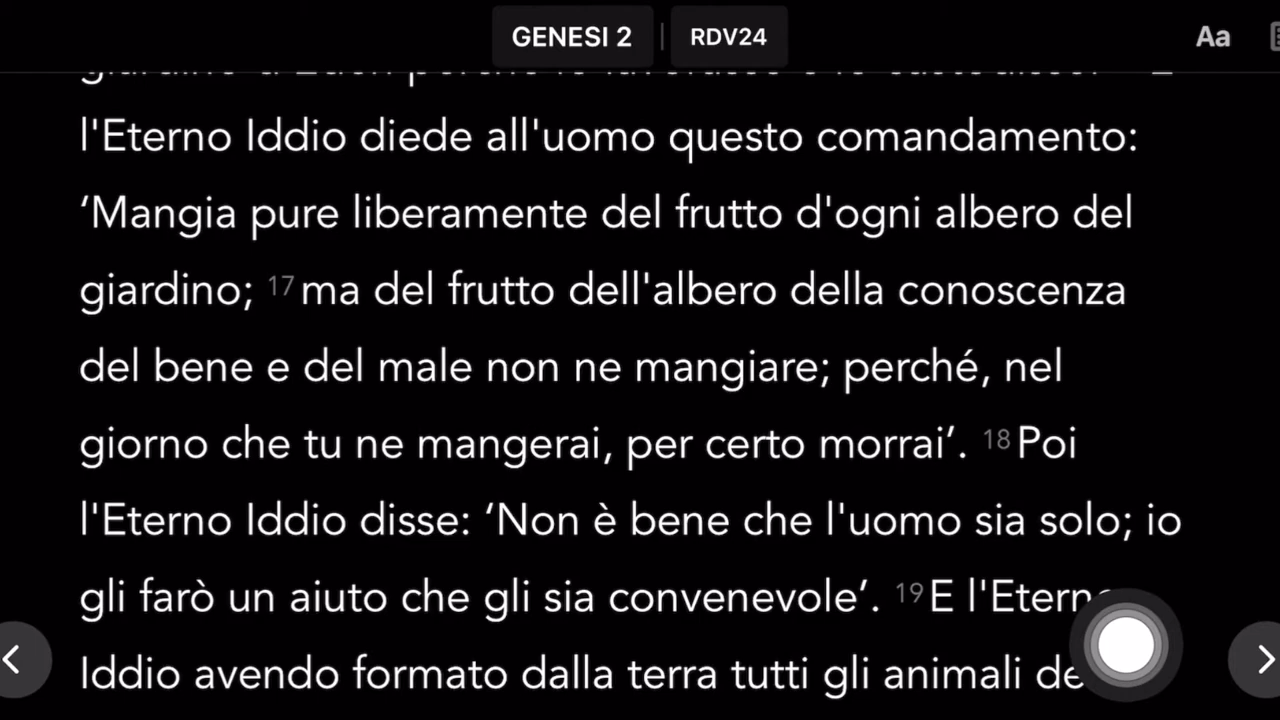 GENESI 2 RDV24 Aa
l'Eterno Iddio diede all'uomo questo comandamento:
‘Mangia pure liberamente del frutto d'ogni albero del
giardino; 17 ma del frutto dell'albero della conoscenza
del bene e del male non ne mangiare; perché, nel
giorno che tu ne mangerai, per certo morrai’. 18 Poi
l'Eterno Iddio disse: ‘Non è bene che l'uomo sia solo; io
gli farò un aiuto che gli sia convenevole’. 19 E l'Eterno
Iddio avendo formato dalla terra tutti gli animali